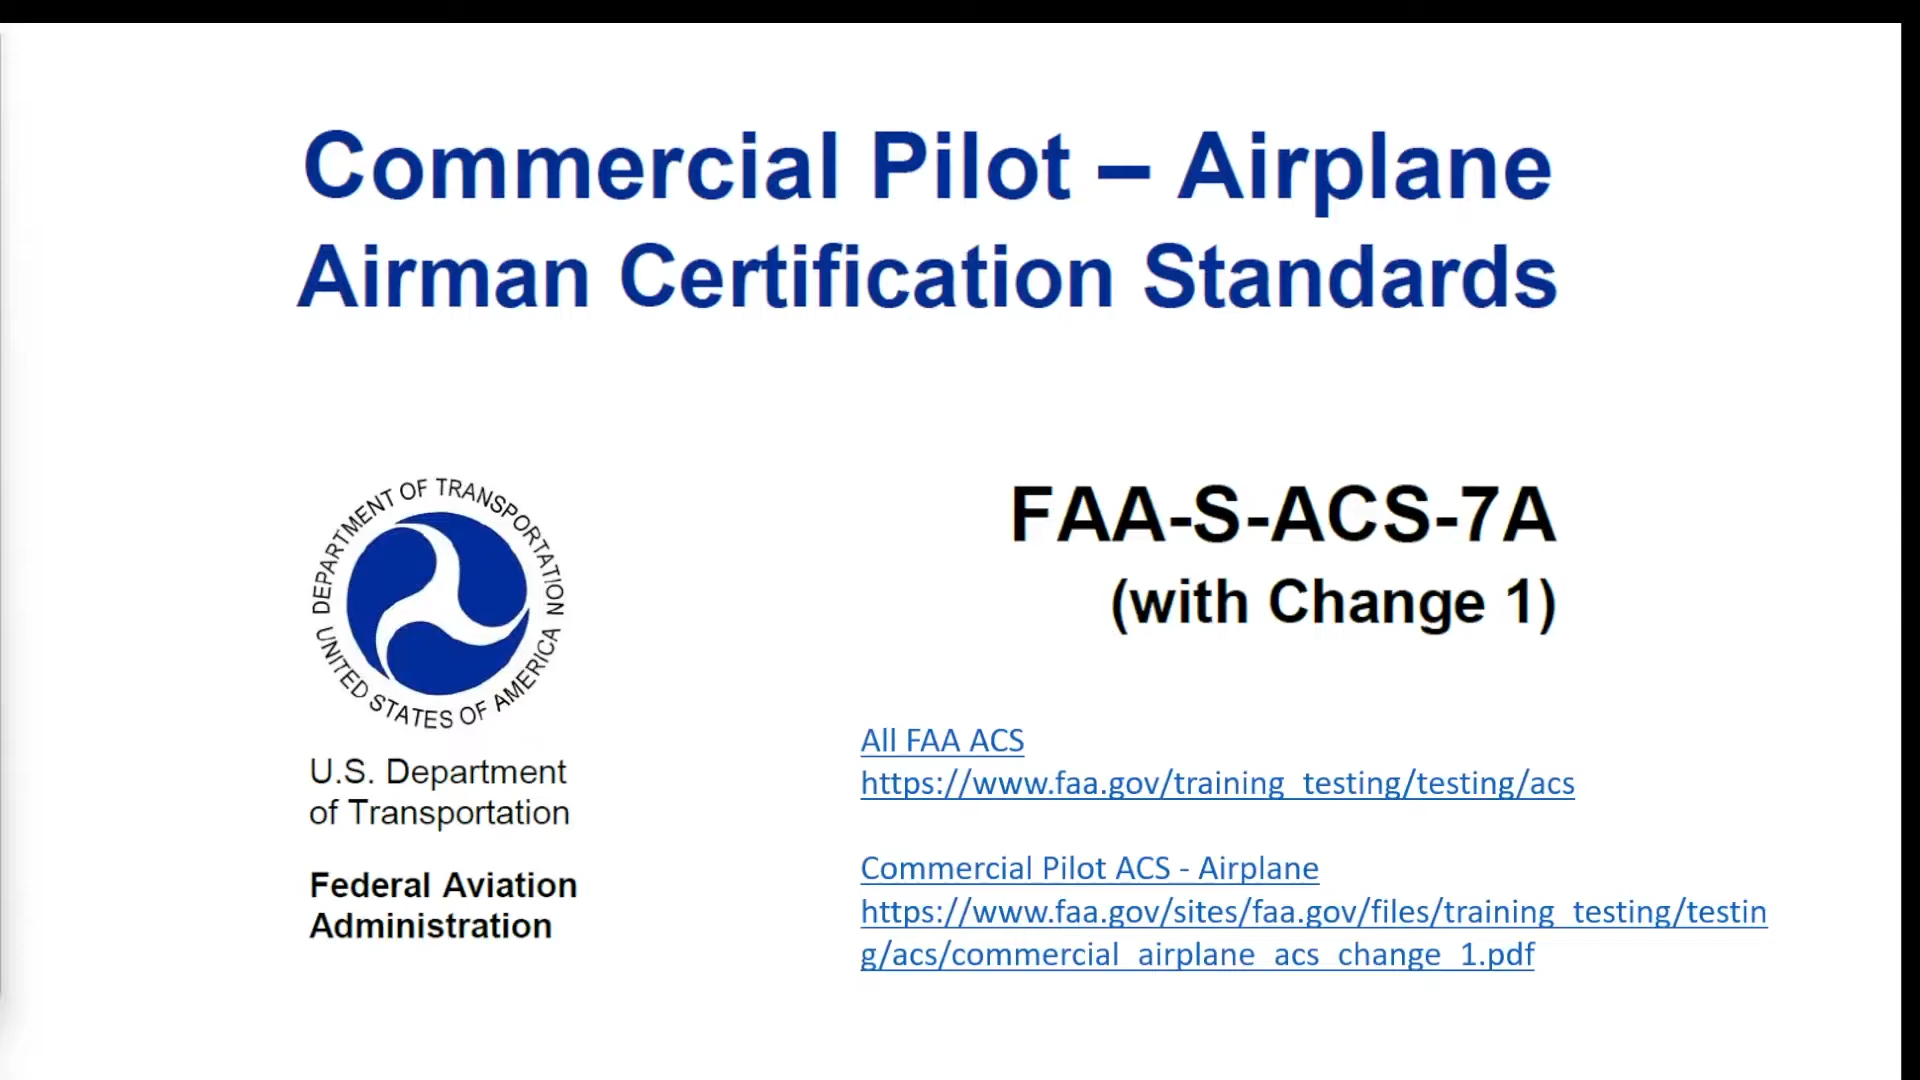 Commercial Pilot – Airplane
Airman Certification Standards
FAA-S-ACS-7A
(with Change 1)
DEPARTMENT OF TRANSPORTATION
UNITED STATES OF AMERICA
U.S. Department
of Transportation
Federal Aviation
Administration
All FAA ACS
https://www.faa.gov/training_testing/testing/acs
Commercial Pilot ACS - Airplane
https://www.faa.gov/sites/faa.gov/files/training_testing/testin
g/acs/commercial_airplane_acs_change_1.pdf